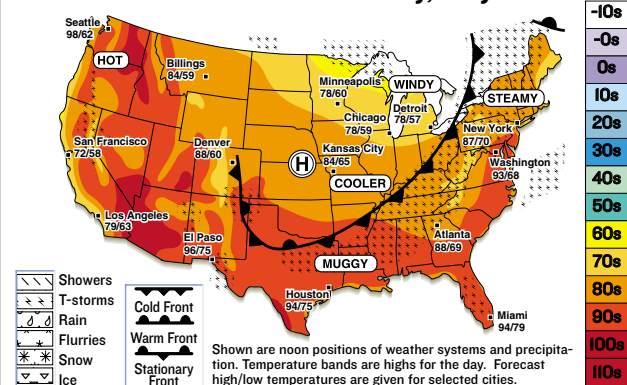 Seattle
98/62
HOT
Billings
84/59
Minneapolis
78/60
WINDY
STEAMY
Chicago
78/59
Detroit
78/57
New York
87/70
San Francisco
72/58
Denver
88/60
Kansas City
84/65
Washington
93/68
H
COOLER
Los Angeles
79/63
El Paso
96/75
Atlanta
88/69
MUGGY
Houston
94/75
Miami
94/79
Showers
T-storms
Rain
Flurries
Snow
Ice
Cold Front
Warm Front
Stationary
Front
Shown are noon positions of weather systems and precipita-
tion. Temperature bands are highs for the day. Forecast
high/low temperatures are given for selected cities.
-10s
-0s
0s
10s
20s
30s
40s
50s
60s
70s
80s
90s
100s
110s